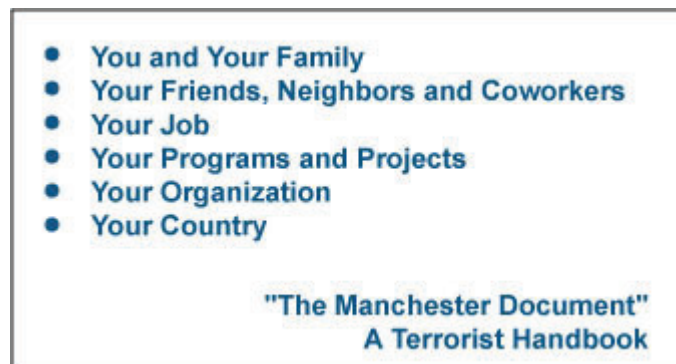 • You and Your Family
• Your Friends, Neighbors and Coworkers
• Your Job
• Your Programs and Projects
• Your Organization
• Your Country
"The Manchester Document"
A Terrorist Handbook